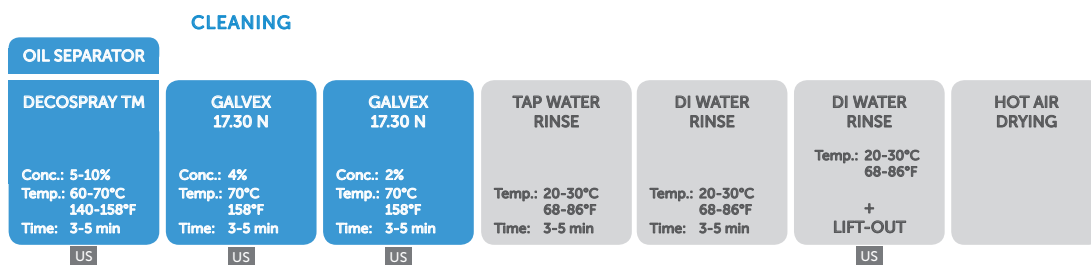 CLEANING
OIL SEPARATOR
DECOSPRAY TM
Conc.: 5-10%
Temp.: 60-70°C
140-158°F
Time: 3-5 min
US
GALVEX
17.30 N
Conc.: 4%
Temp.: 70°C
158°F
Time: 3-5 min
US
GALVEX
17.30 N
Conc.: 2%
Temp.: 70°C
158°F
Time: 3-5 min
US
TAP WATER
RINSE
Temp.: 20-30°C
68-86°F
Time: 3-5 min
DI WATER
RINSE
Temp.: 20-30°C
68-86°F
Time: 3-5 min
DI WATER
RINSE
Temp.: 20-30°C
68-86°F
+
LIFT-OUT
US
HOT AIR
DRYING